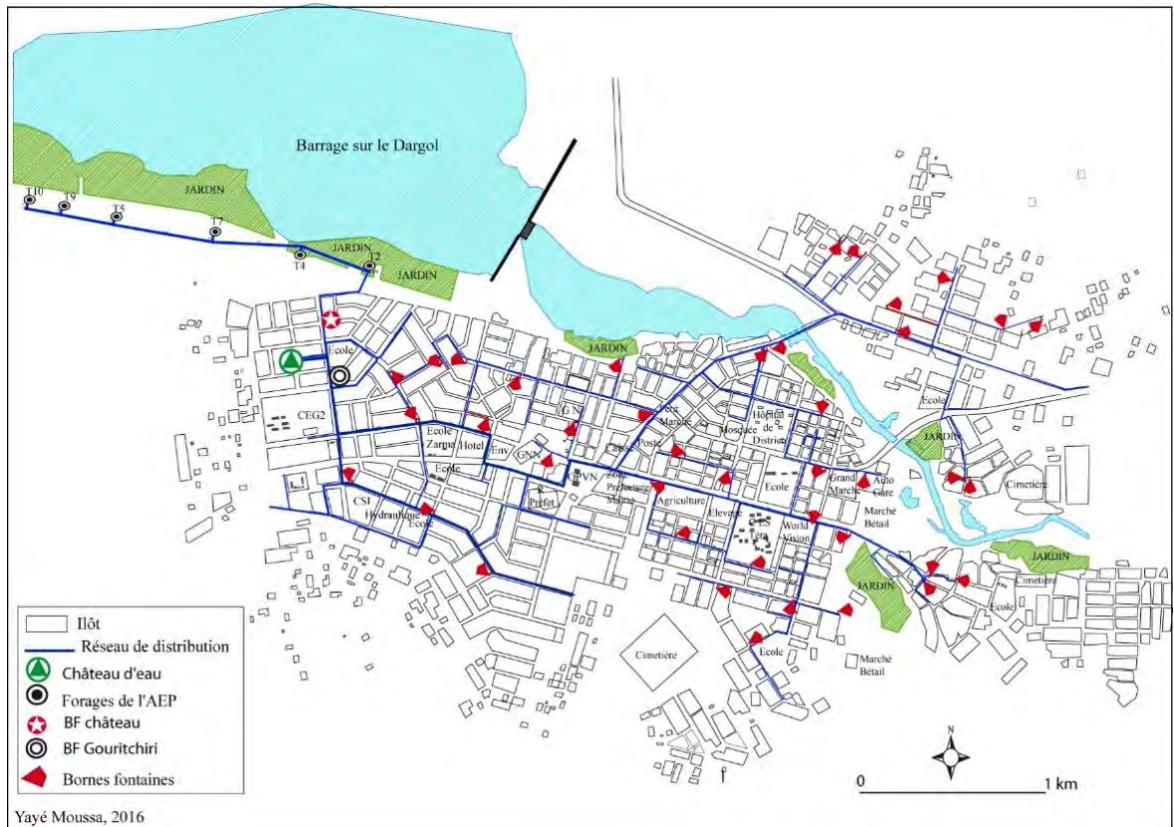 Barrage sur le Dargol
JARDIN
T10
T9
T5
T7
JARDIN
T4
T2
JARDIN
Ecole
JARDIN
CEG2
Ecole
Zarma
Hotel
Env
GNN
Ecole
Petit
Marché
Poste
Mosquée
Hôpital
de
District
Ecole
JARDIN
CSI
Hydraulique
Ecole
OPVN
Préfet
Préfecture
Mairie
Agriculture
Elevage
Ecole
Grand
Marché
Auto
Gare
Marché
Bétail
World
Vision
Cimetière
JARDIN
JARDIN
Cimetière
Ecole
Cimetière
Ecole
Marché
Bétail
Ilôt
Réseau de distribution
Château d'eau
Forages de l'AEP
BF château
BF Gouritchiri
Bornes fontaines
N
0 1 km
Yayé Moussa, 2016